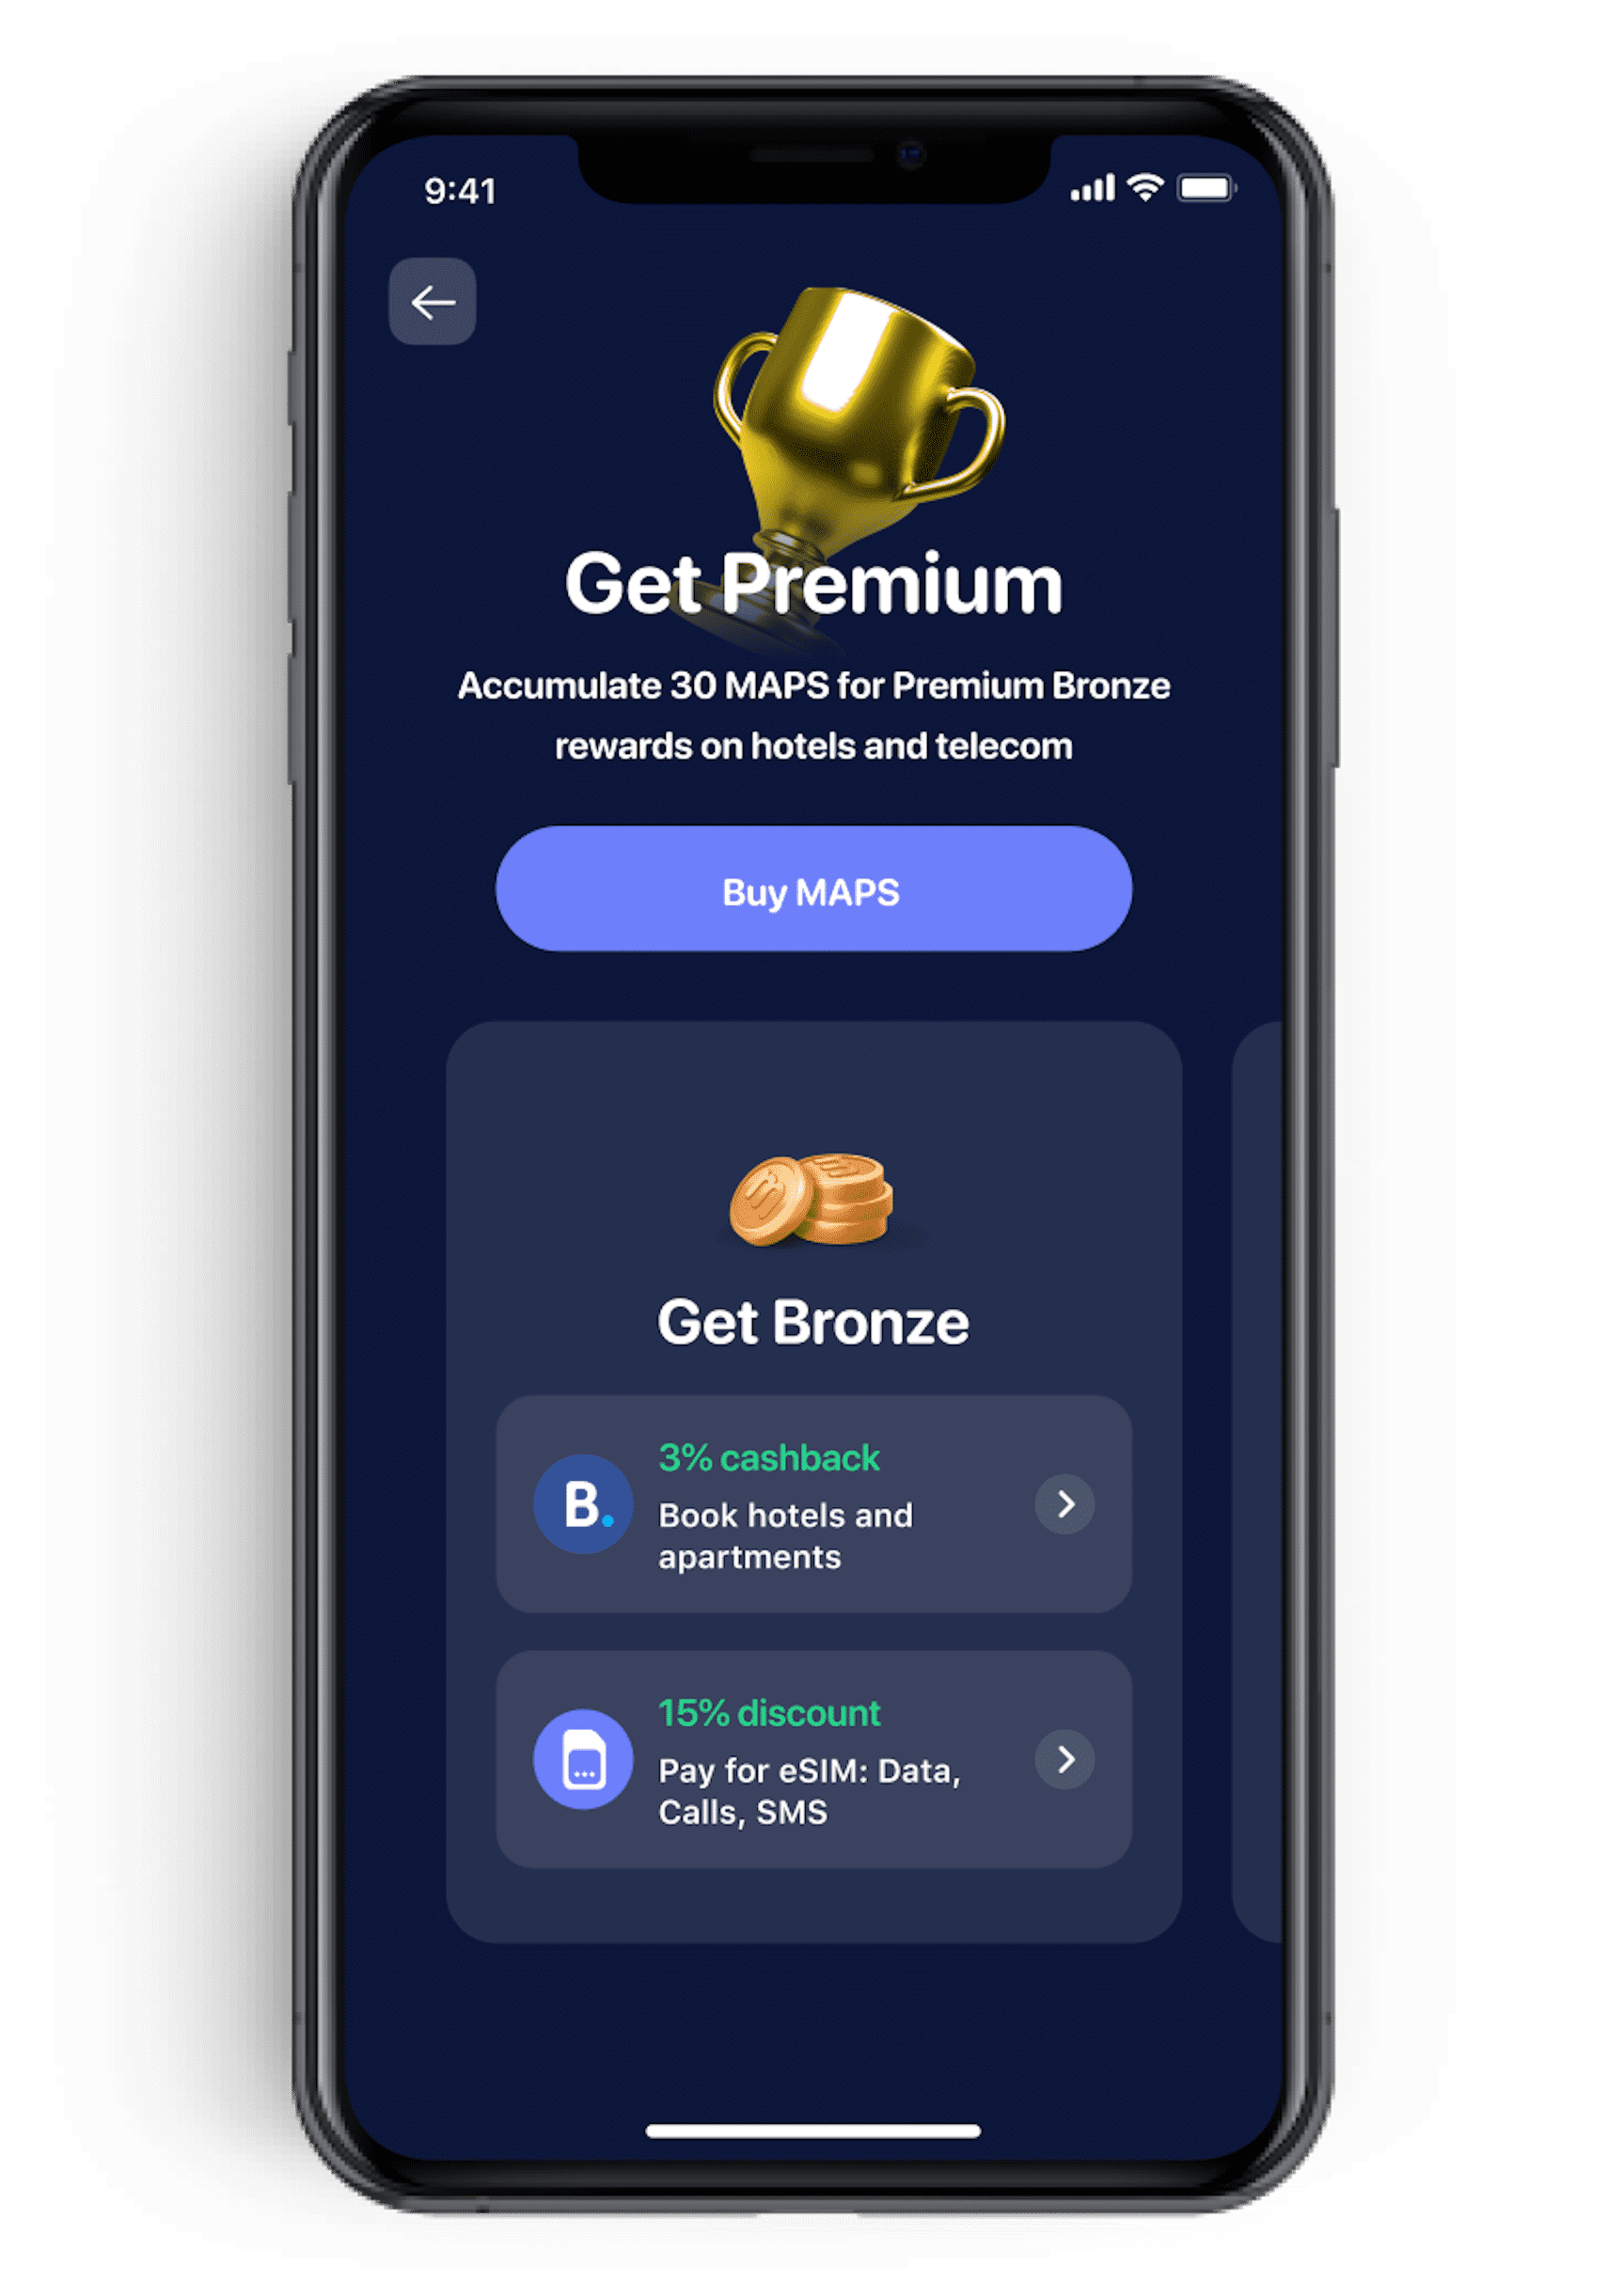 9:41
Get Premium
Accumulate 30 MAPS for Premium Bronze
rewards on hotels and telecom
Buy MAPS
Get Bronze
B.
3% cashback
Book hotels and
apartments
15% discount
Pay for eSIM: Data,
Calls, SMS